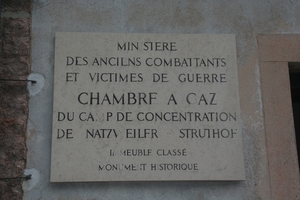 MINISTERE
DES ANCIENS COMBATTANTS
ET VICTIMES DE GUERRE
CHAMBRE A GAZ
DU CAMP DE CONCENTRATION
DE NATZWEILER STRUTHOF
IMMEUBLE CLASSÉ
MONUMENT HISTORIQUE